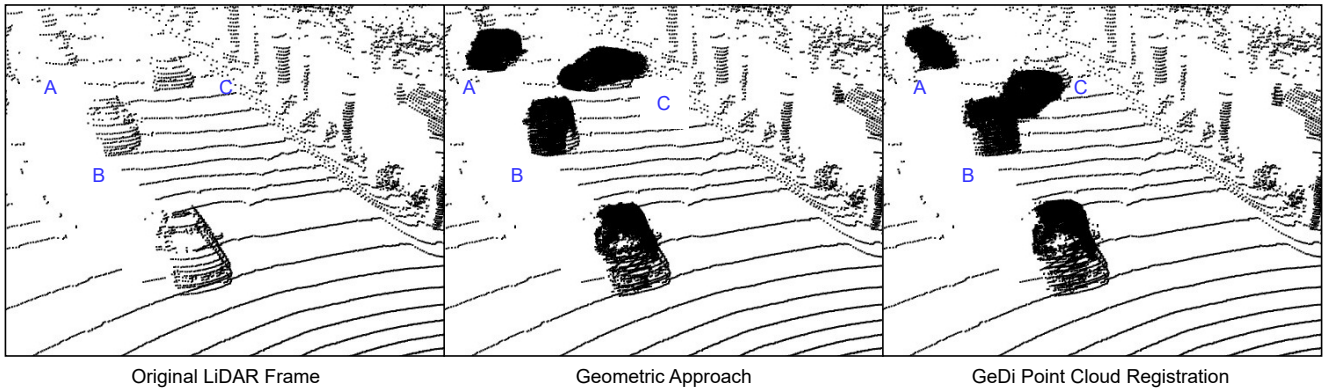 A
C
B
A
C
B
A
C
B
Original LiDAR Frame
Geometric Approach
GeDi Point Cloud Registration